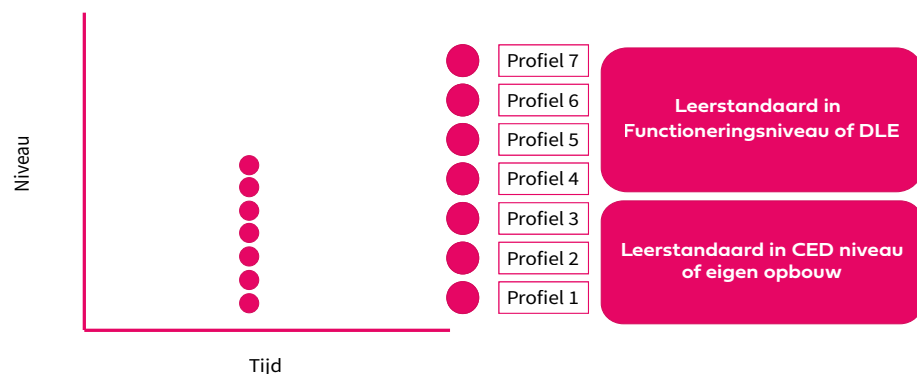 Niveau
Tijd
Profiel 7
Profiel 6
Profiel 5
Profiel 4
Profiel 3
Profiel 2
Profiel 1
Leerstandaard in
Functioneringsniveau of DLE
Leerstandaard in CED niveau
of eigen opbouw